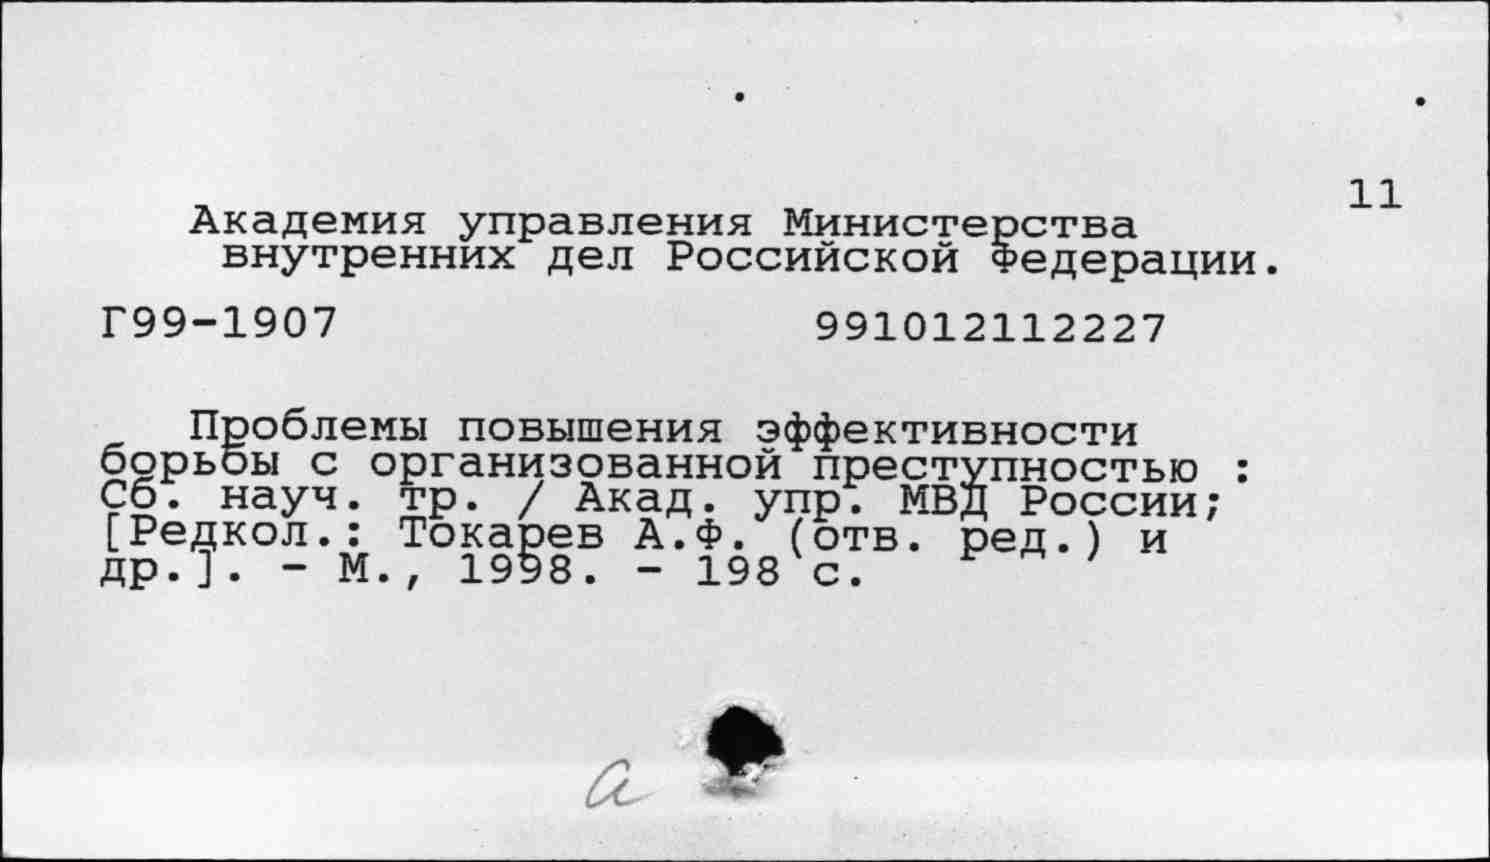 11
Академия управления Министерства
внутренних дел Российской Федерации.
Г99-1907 991012112227
Проблемы повышения эффективности
борьбы с организованной преступностью :
Сб. науч. тр. / Акад. упр. МВД России;
[Редкол.: Токарев А.Ф. (отв. ред.) и
др.]. - М., 1998. - 198 с.
а